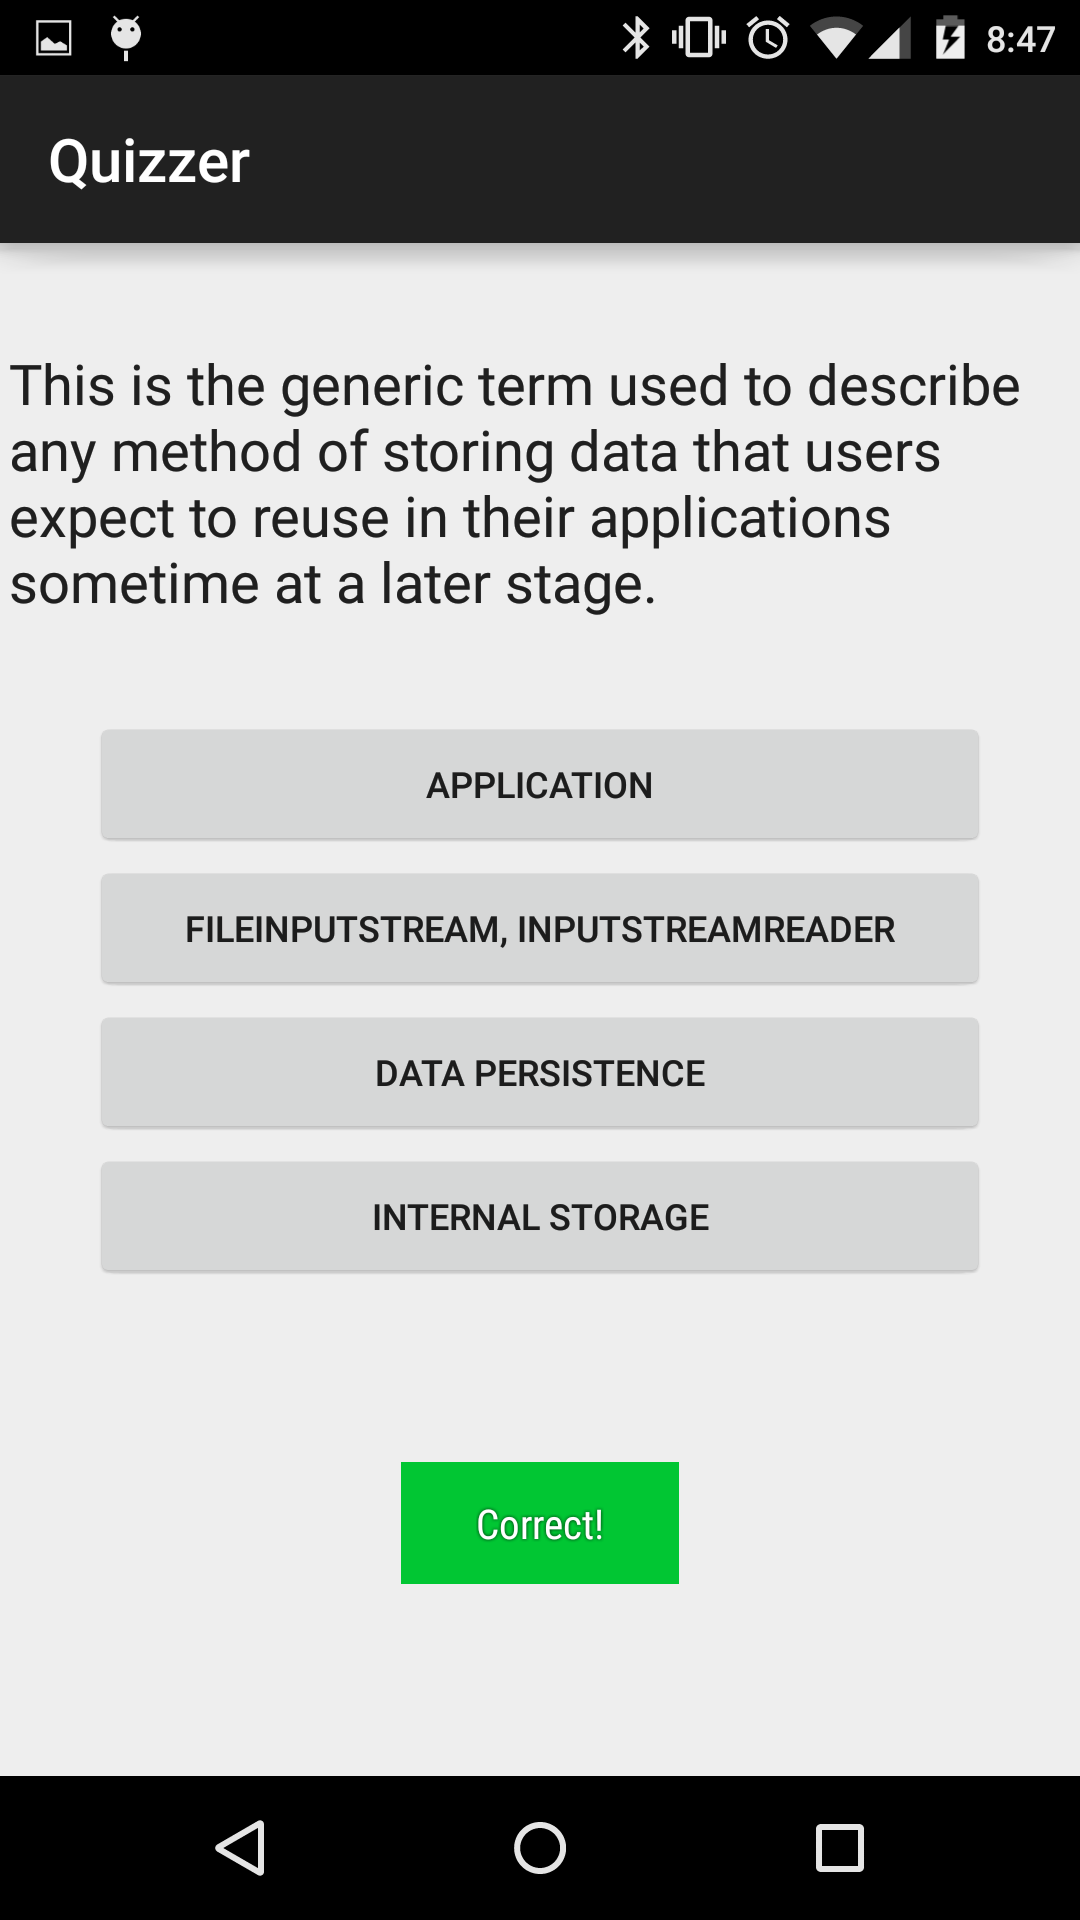 8:47
Quizzer
This is the generic term used to describe
any method of storing data that users
expect to reuse in their applications
sometime at a later stage.
APPLICATION
FILEINPUTSTREAM, INPUTSTREAMREADER
DATA PERSISTENCE
INTERNAL STORAGE
Correct!